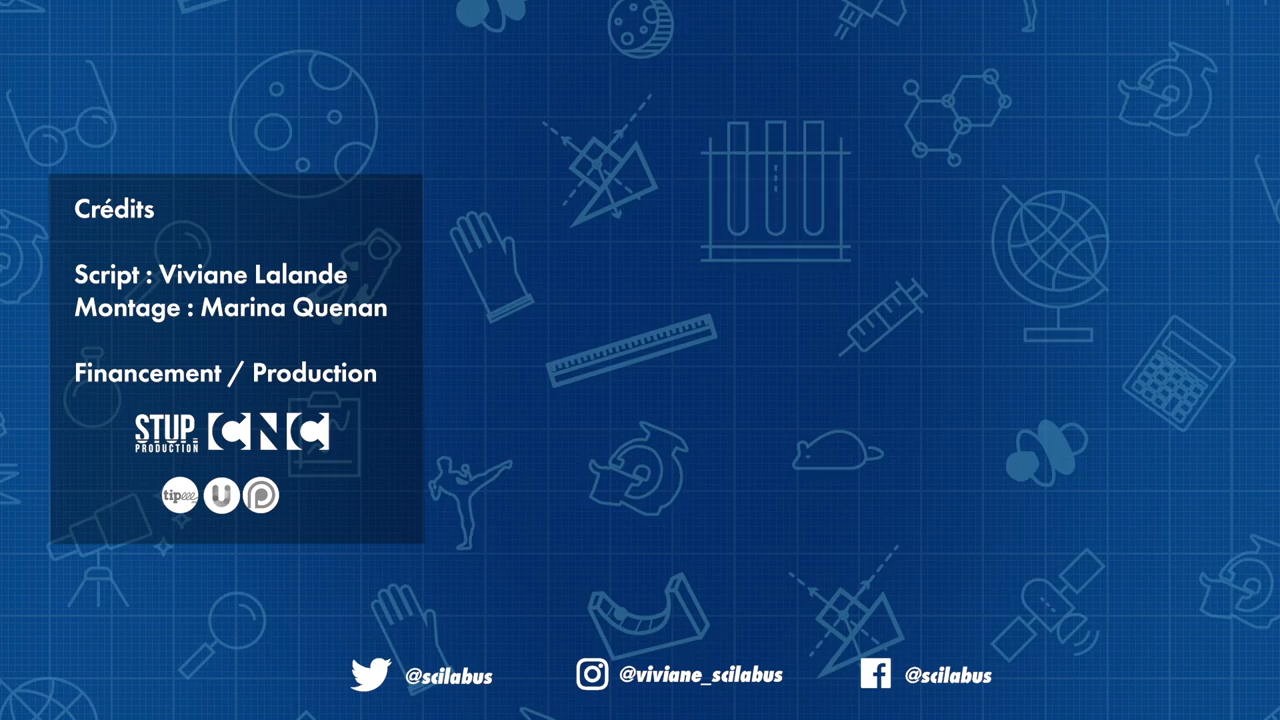 Crédits
Script : Viviane Lalande
Montage : Marina Quenan
Financement / Production
STUP.
PRODUCTION
CNC
tipeee
@scilabus
@viviane_scilabus
@scilabus